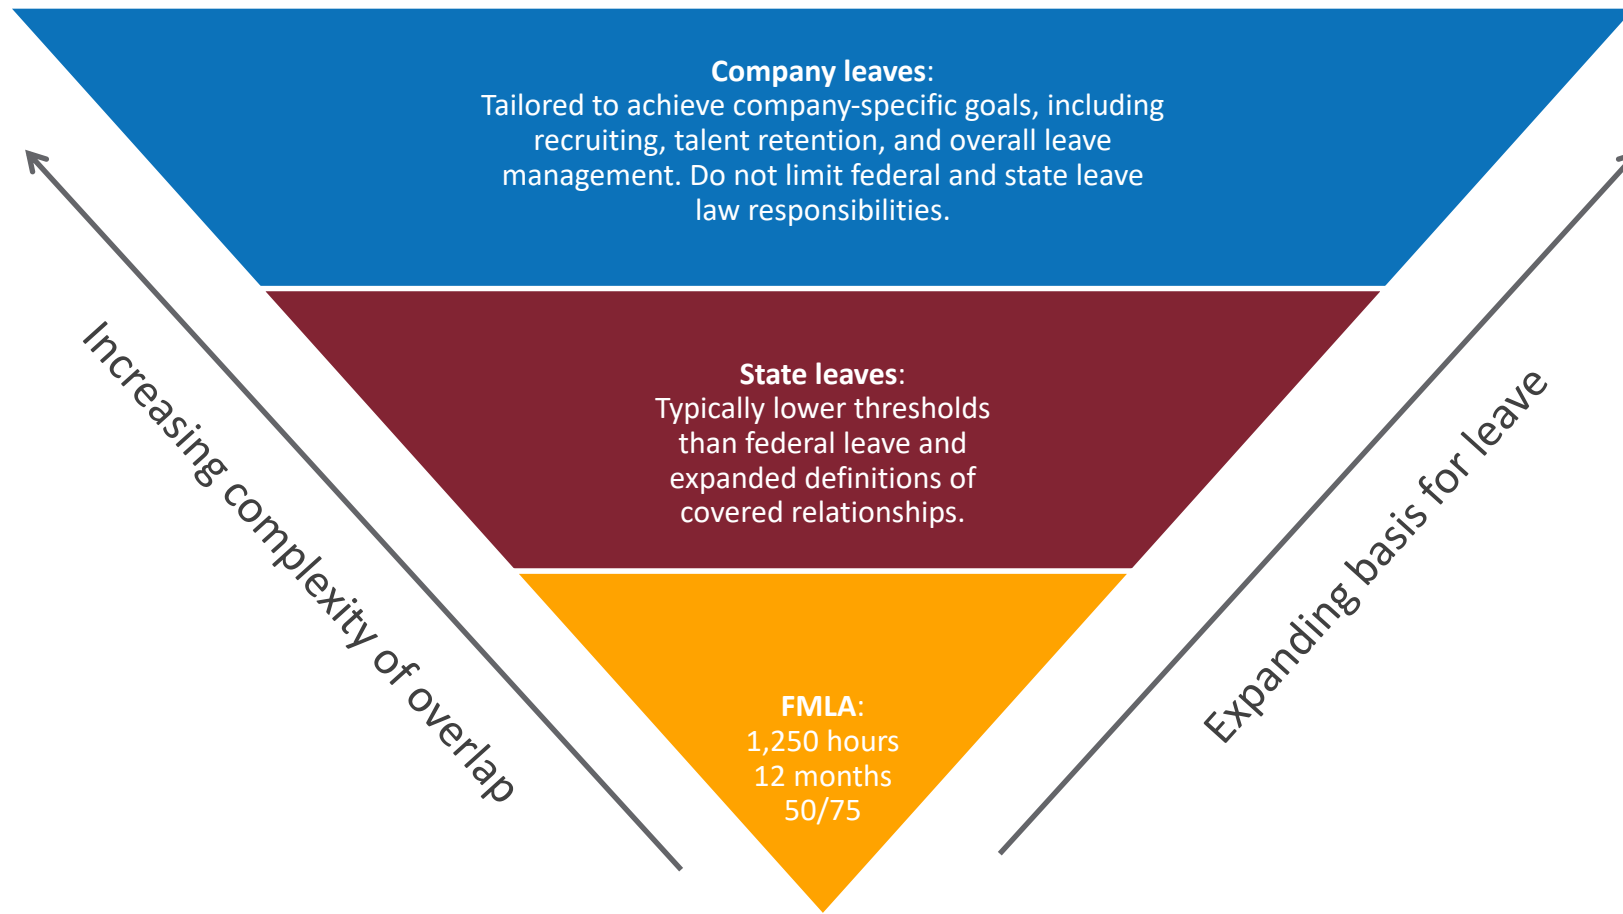 Company leaves:
Tailored to achieve company-specific goals, including
recruiting, talent retention, and overall leave
management. Do not limit federal and state leave
law responsibilities.
State leaves:
Typically lower thresholds
than federal leave and
expanded definitions of
covered relationships.
FMLA:
1,250 hours
12 months
50/75
Increasing complexity of overlap
Expanding basis for leave